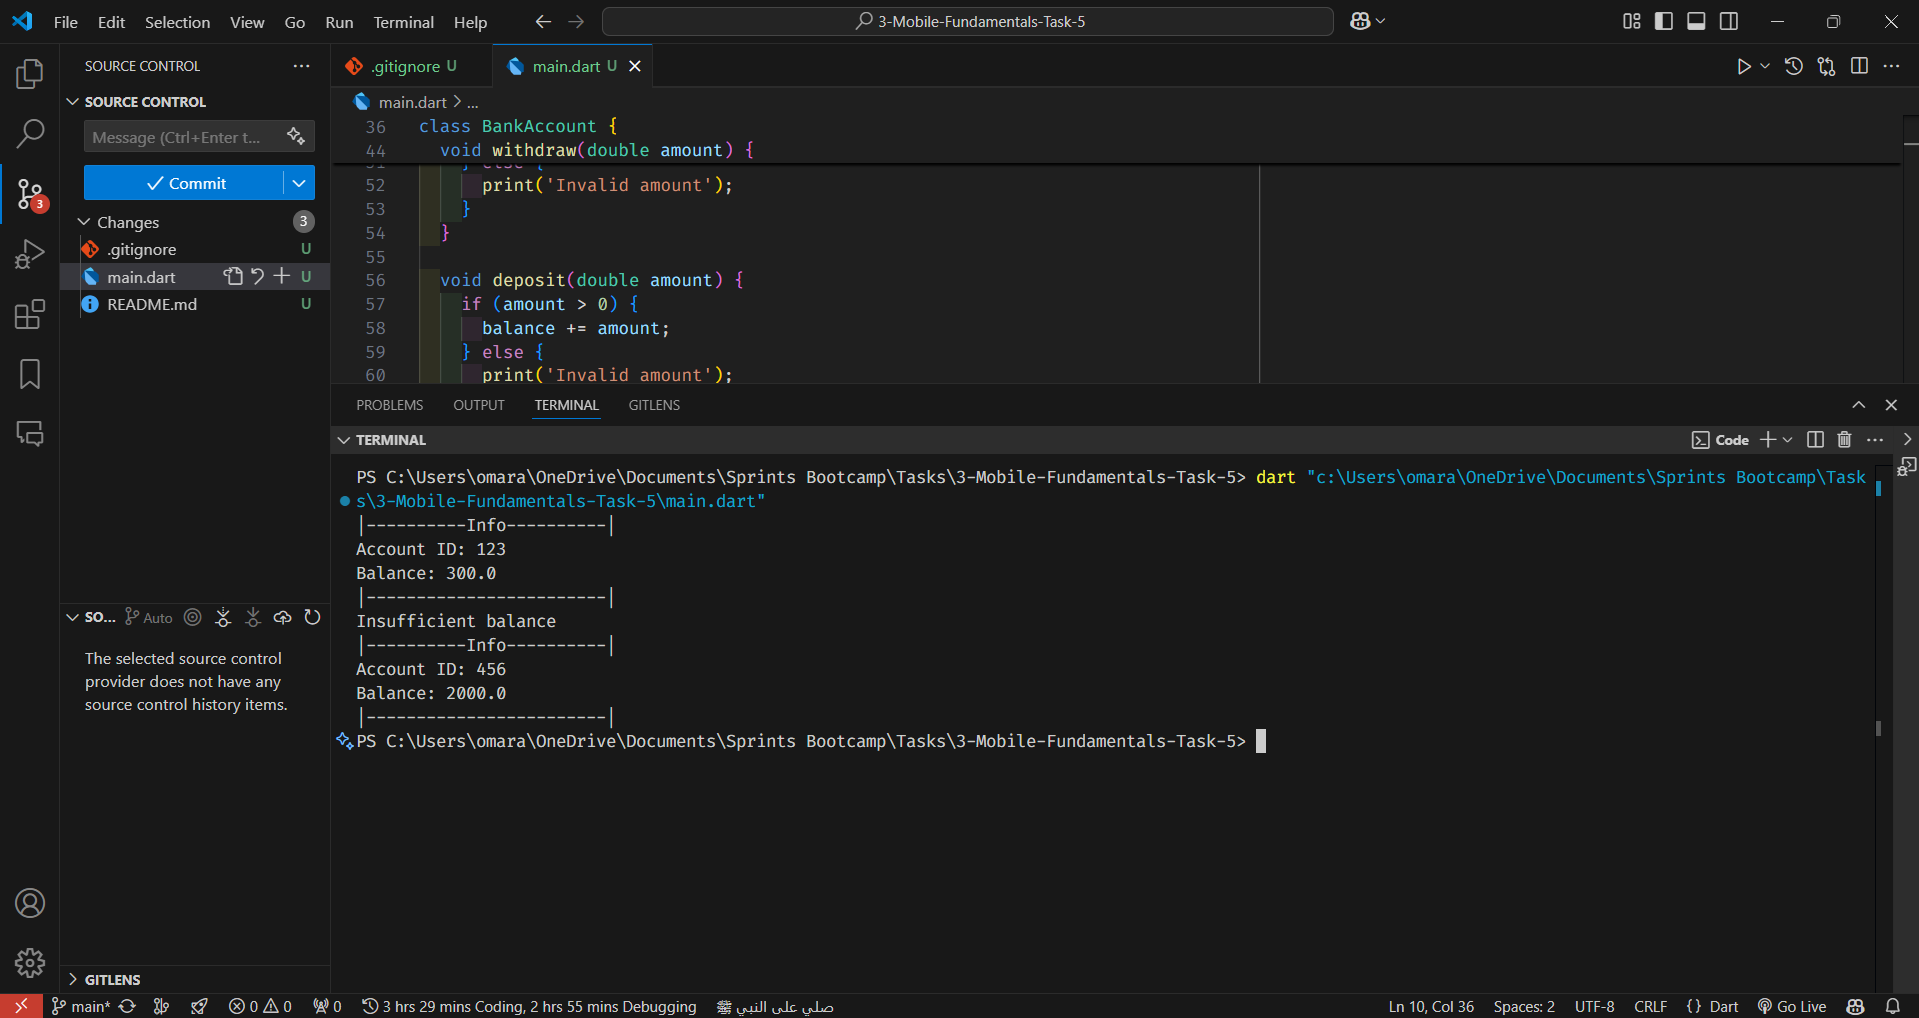 File Edit Selection View Go Run Terminal Help
3-Mobile-Fundamentals-Task-5
SOURCE CONTROL
SOURCE CONTROL
Message (Ctrl+Enter t...
Commit
Changes 3
.gitignore U
main.dart U
README.md U
3
SO... Auto
The selected source control
provider does not have any
source control history items.
GITLENS
.gitignore U
main.dart U
main.dart > ...
36 class BankAccount {
44 void withdraw(double amount) {
51 } else {
52 print('Invalid amount');
53 }
54 }
55
56 void deposit(double amount) {
57 if (amount > 0) {
58 balance += amount;
59 } else {
60 print('Invalid amount');
PROBLEMS OUTPUT TERMINAL GITLENS
TERMINAL
Code
PS C:\Users\omara\OneDrive\Documents\Sprints Bootcamp\Tasks\3-Mobile-Fundamentals-Task-5> dart "c:\Users\omara\OneDrive\Documents\Sprints Bootcamp\Task
s\3-Mobile-Fundamentals-Task-5\main.dart"
|----------Info----------|
Account ID: 123
Balance: 300.0
|------------------------|
Insufficient balance
|----------Info----------|
Account ID: 456
Balance: 2000.0
|------------------------|
PS C:\Users\omara\OneDrive\Documents\Sprints Bootcamp\Tasks\3-Mobile-Fundamentals-Task-5>
main* 0 0 0 3 hrs 29 mins Coding, 2 hrs 55 mins Debugging صلي على النبي ﷺ Ln 10, Col 36 Spaces: 2 UTF-8 CRLF {} Dart Go Live